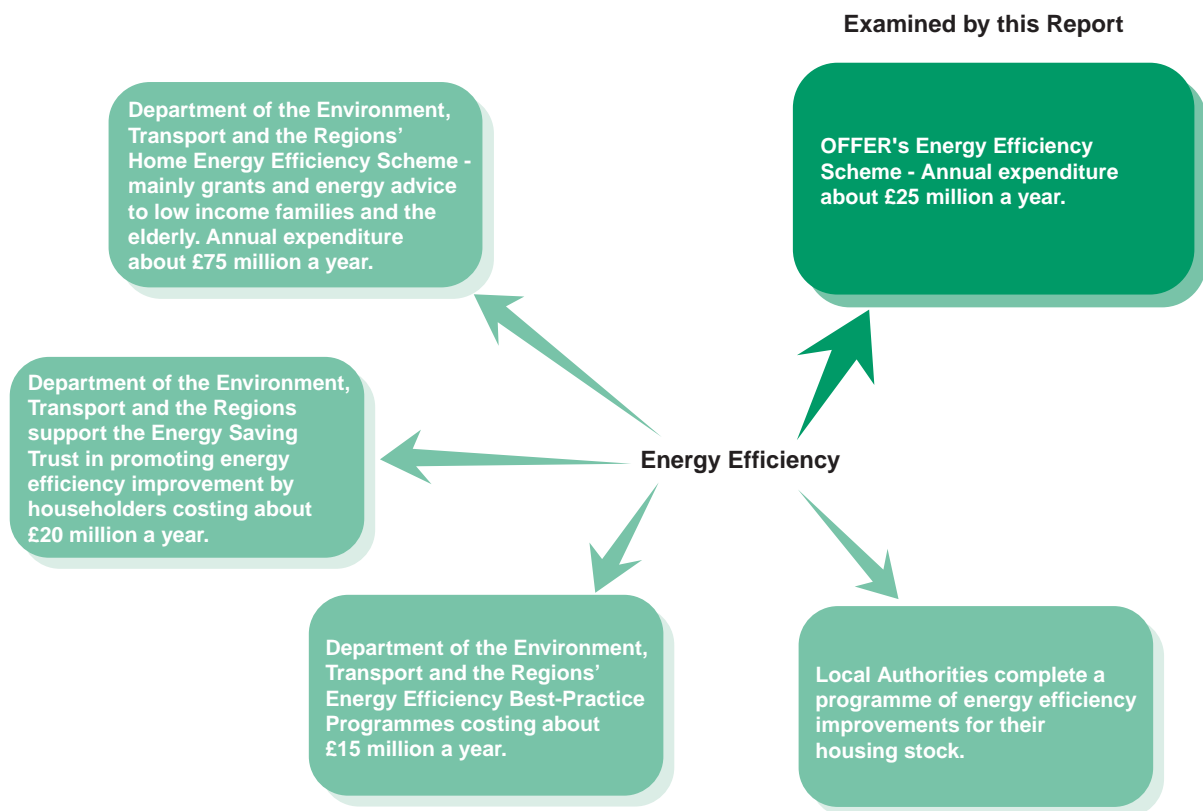 Examined by this Report
Department of the Environment,
Transport and the Regions’
Home Energy Efficiency Scheme -
mainly grants and energy advice
to low income families and the
elderly. Annual expenditure
about £75 million a year.
OFFER's Energy Efficiency
Scheme - Annual expenditure
about £25 million a year.
Department of the Environment,
Transport and the Regions
support the Energy Saving
Trust in promoting energy
efficiency improvement by
householders costing about
£20 million a year.
Energy Efficiency
Department of the Environment,
Transport and the Regions’
Energy Efficiency Best-Practice
Programmes costing about
£15 million a year.
Local Authorities complete a
programme of energy efficiency
improvements for their
housing stock.